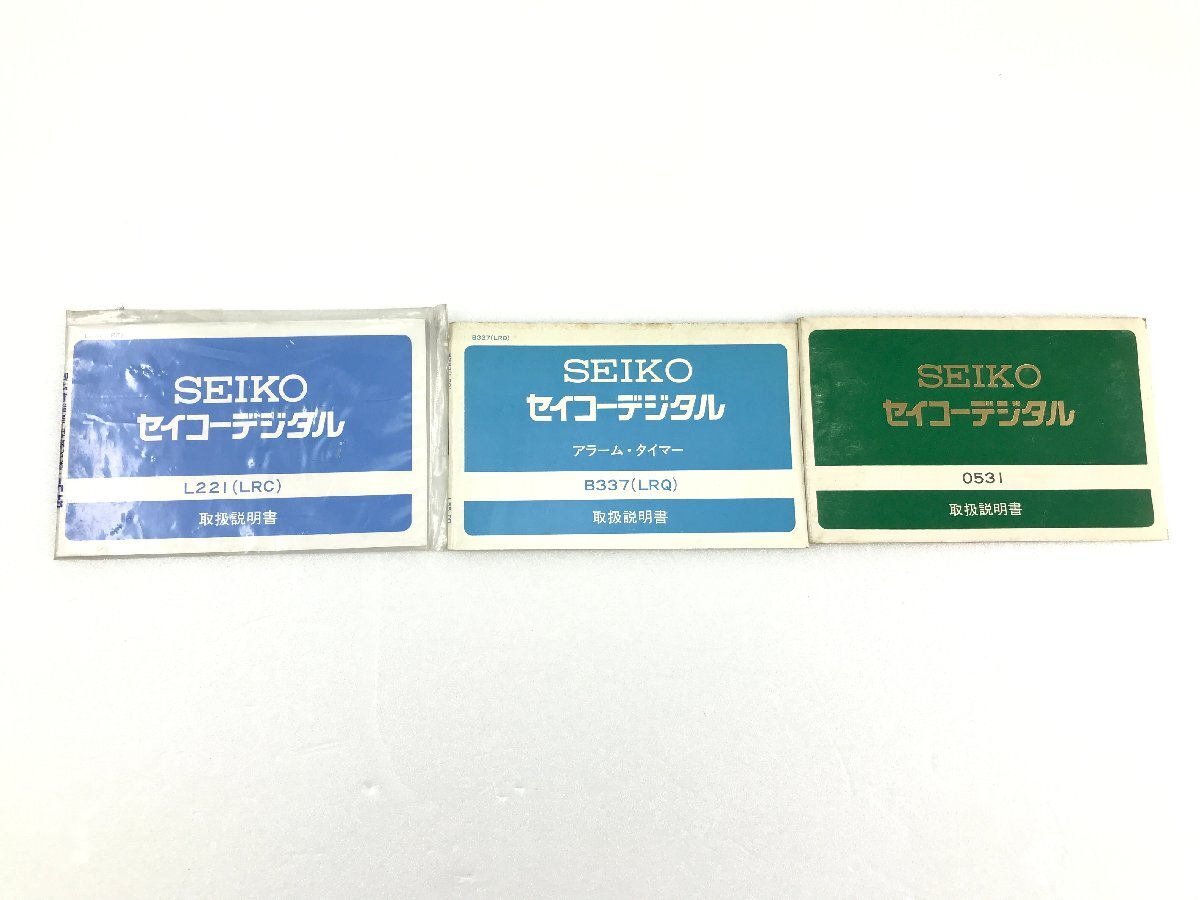 SEIKO
セイコーデジタル
L221(LRC)
取扱説明書
B337(LRQ)
SEIKO
セイコーデジタル
アラーム・タイマー
B337(LRQ)
取扱説明書
SEIKO
セイコーデジタル
0531
取扱説明書